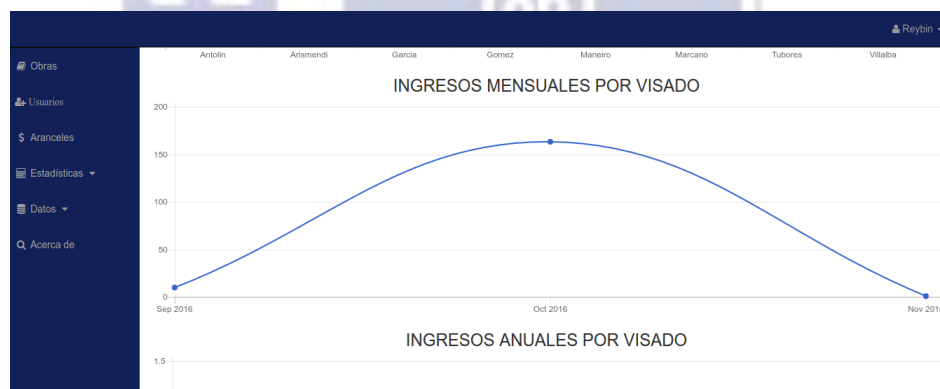 Reybin
Obras
Usuarios
$ Aranceles
Estadísticas
Datos
Acerca de
Antolin Arismendi Garcia Gomez Maneiro Marcano Tubores Villalba
INGRESOS MENSUALES POR VISADO
200
150
100
50
0
Sep 2016 Oct 2016 Nov 2016
INGRESOS ANUALES POR VISADO
1.5